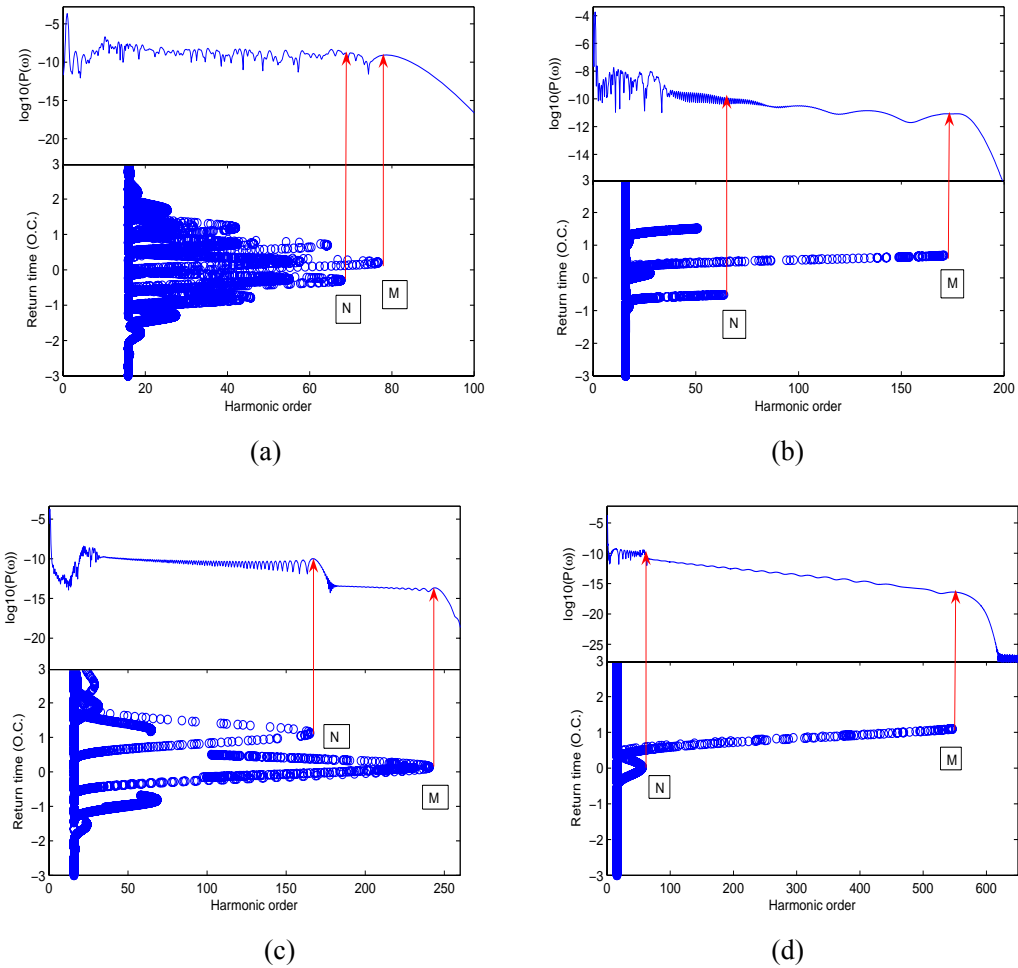 −5
−10
−15
−20
log10(P(ω))
3
2
1
0
−1
−2
−3
Return time (O.C.)
N
M
0 20 40 60 80 100
Harmonic order
(a)
−4
−6
−8
−10
−12
−14
log10(P(ω))
3
2
1
0
−1
−2
−3
Return time (O.C.)
N
M
0 50 100 150 200
Harmonic order
(b)
−5
−10
−15
−20
log10(P(ω))
3
2
1
0
−1
−2
−3
Return time (O.C.)
N
M
0 50 100 150 200 250
Harmonic order
(c)
−5
−10
−15
−20
−25
log10(P(ω))
3
2
1
0
−1
−2
−3
Return time (O.C.)
N
M
0 100 200 300 400 500 600
Harmonic order
(d)